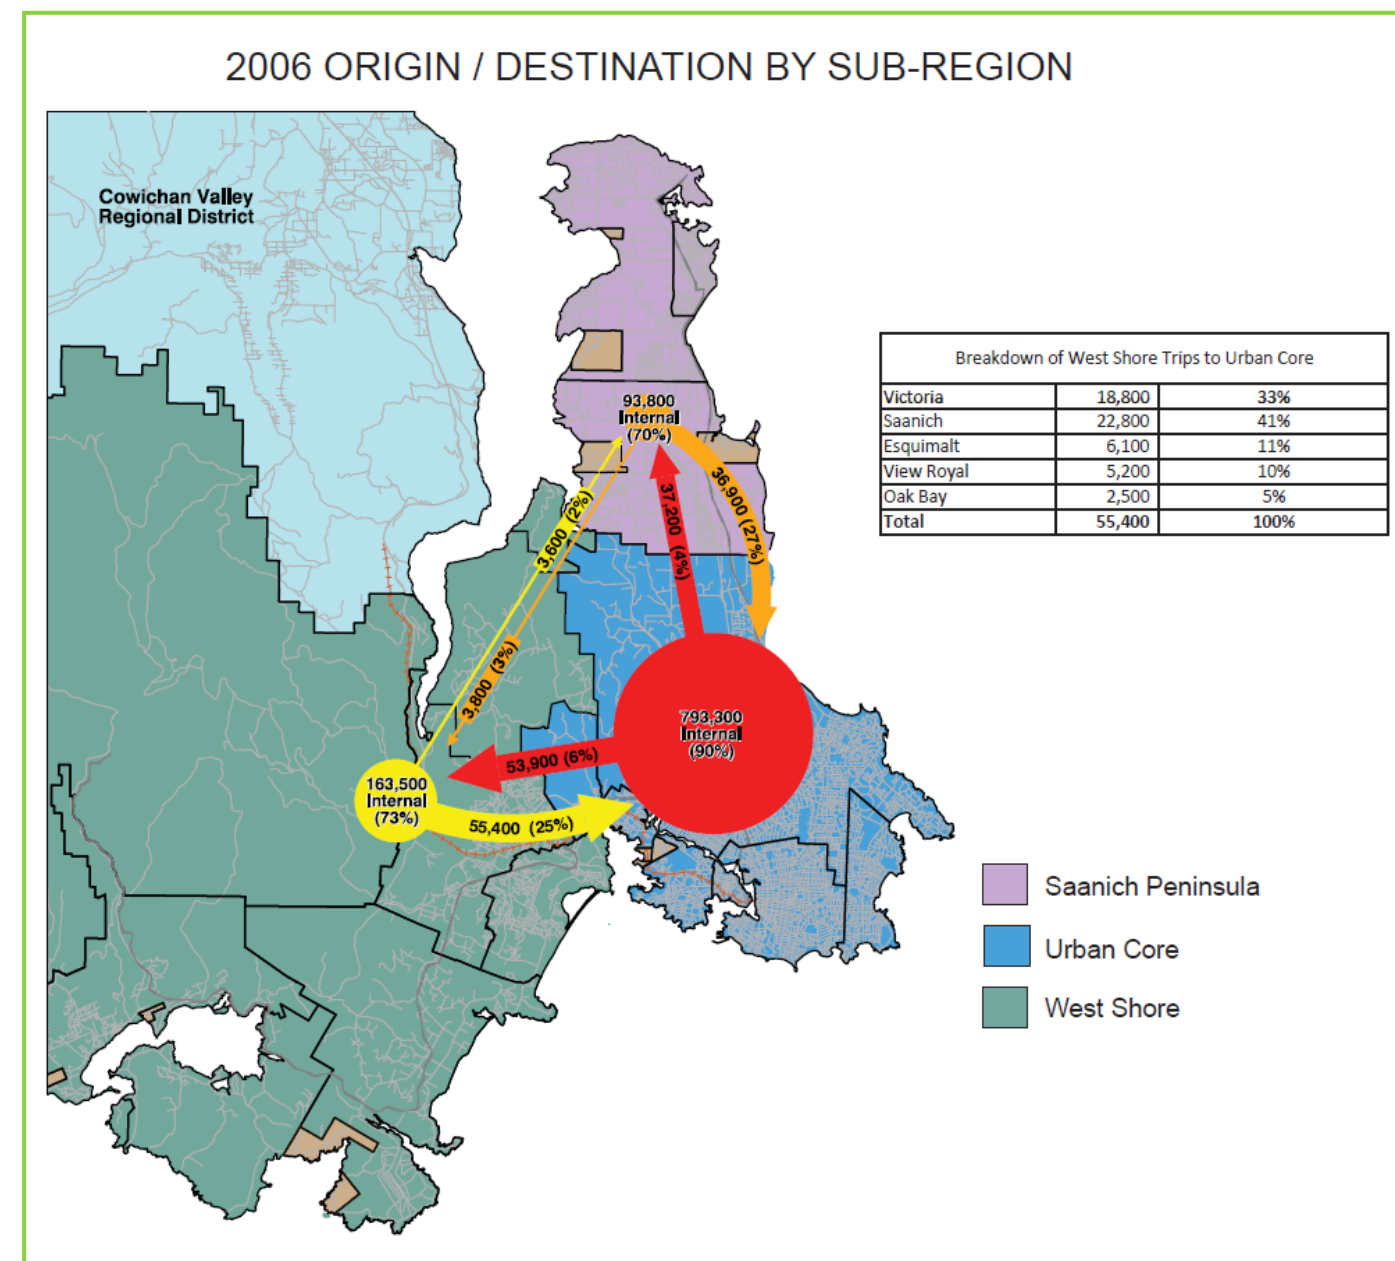 2006 ORIGIN / DESTINATION BY SUB-REGION
Cowichan Valley
Regional District
93,800
Internal
(70%)
36,900 (27%)
37,200 (4%)
3,600 (2%)
3,800 (3%)
793,300
Internal
(90%)
53,900 (6%)
163,500
Internal
(73%)
55,400 (25%)
Breakdown of West Shore Trips to Urban Core
Victoria 18,800 33%
Saanich 22,800 41%
Esquimalt 6,100 11%
View Royal 5,200 10%
Oak Bay 2,500 5%
Total 55,400 100%
Saanich Peninsula
Urban Core
West Shore